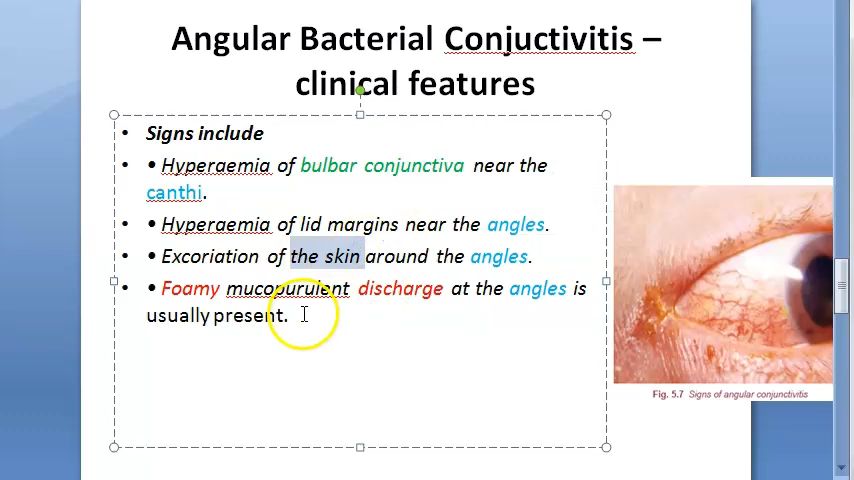 Angular Bacterial Conjuctivitis –
clinical features
• Signs include
• • Hyperaemia of bulbar conjunctiva near the
canthi.
• • Hyperaemia of lid margins near the angles.
• • Excoriation of the skin around the angles.
• • Foamy mucopurulent discharge at the angles is
usually present.
Fig. 5.7 Signs of angular conjunctivitis